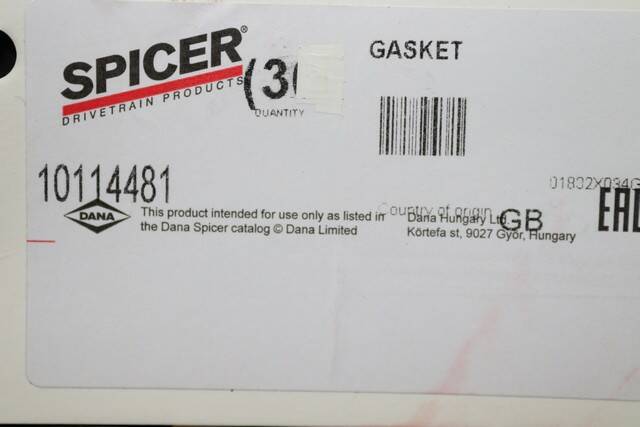 SPICER®
DRIVETRAIN PRODUCTS
(3
QUANTITY
GASKET
10114481
01802X034G
DANA
This product intended for use only as listed in
the Dana Spicer catalog © Dana Limited
Country of origin GB
Dana Hungary Ltd.
Körtefa st, 9027 Győr, Hungary
EAC